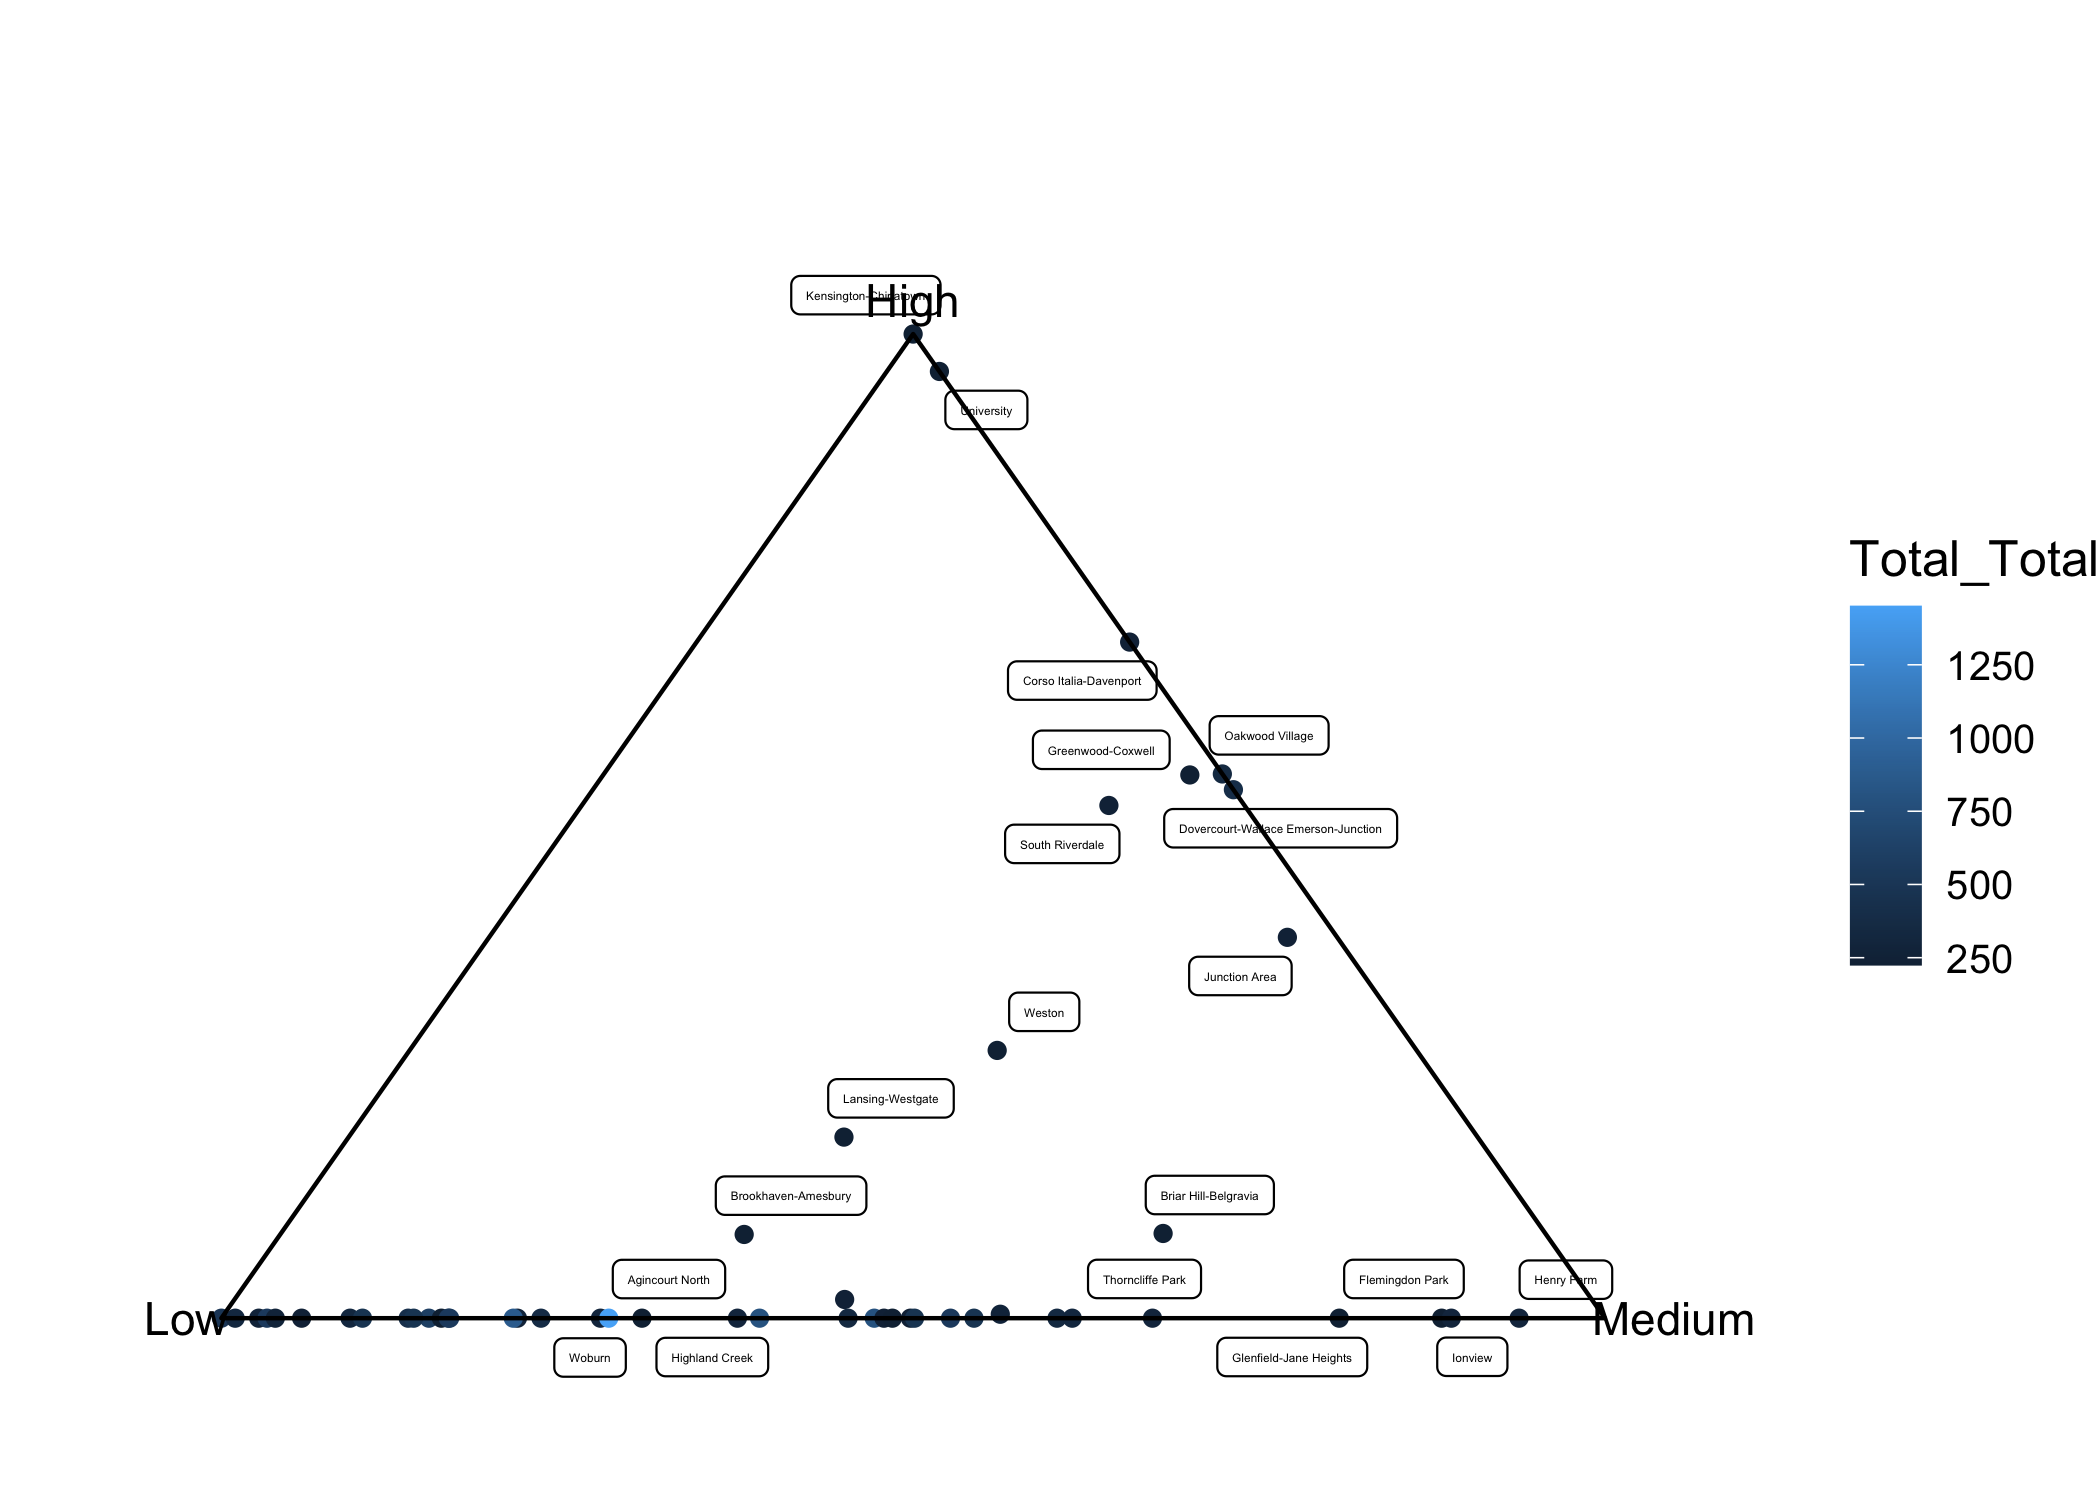 Kensington-Chinatown
High
University
Total_Total
1250
1000
750
500
250
Corso Italia-Davenport
Oakwood Village
Greenwood-Coxwell
Dovercourt-Wallace Emerson-Junction
South Riverdale
Junction Area
Weston
Lansing-Westgate
Brookhaven-Amesbury
Briar Hill-Belgravia
Agincourt North
Thorncliffe Park
Flemingdon Park
Henry Farm
Low
Medium
Woburn
Highland Creek
Glenfield-Jane Heights
Ionview